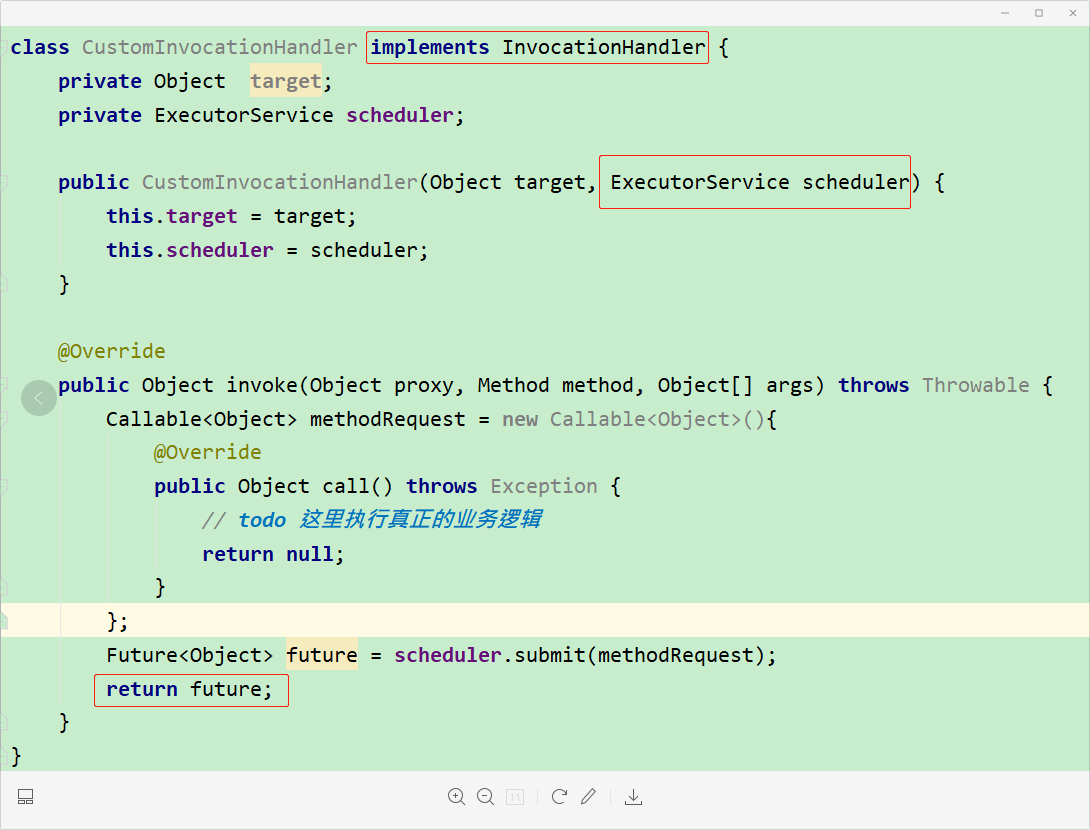 class CustomInvocationHandler implements InvocationHandler {
    private Object  target;
    private ExecutorService scheduler;
    public CustomInvocationHandler(Object target, ExecutorService scheduler) {
        this.target = target;
        this.scheduler = scheduler;
    }
    @Override
    public Object invoke(Object proxy, Method method, Object[] args) throws Throwable {
        Callable<Object> methodRequest = new Callable<Object>(){
            @Override
            public Object call() throws Exception {
                // todo 这里执行真正的业务逻辑
                return null;
            }
        };
        Future<Object> future = scheduler.submit(methodRequest);
        return future;
    }
}
1:1